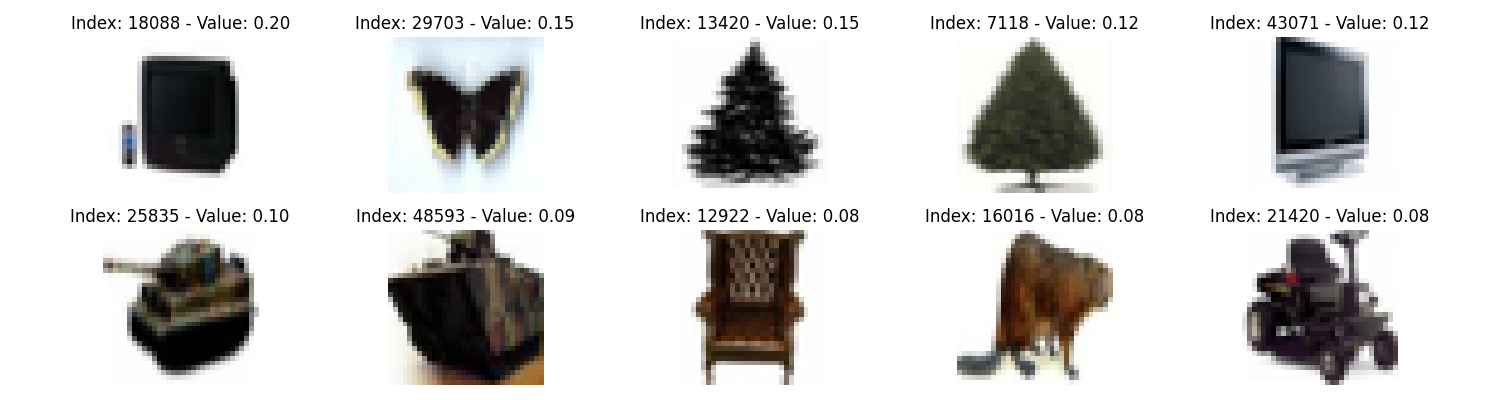 Index: 18088 - Value: 0.20
Index: 29703 - Value: 0.15
Index: 13420 - Value: 0.15
Index: 7118 - Value: 0.12
Index: 43071 - Value: 0.12
Index: 25835 - Value: 0.10
Index: 48593 - Value: 0.09
Index: 12922 - Value: 0.08
Index: 16016 - Value: 0.08
Index: 21420 - Value: 0.08